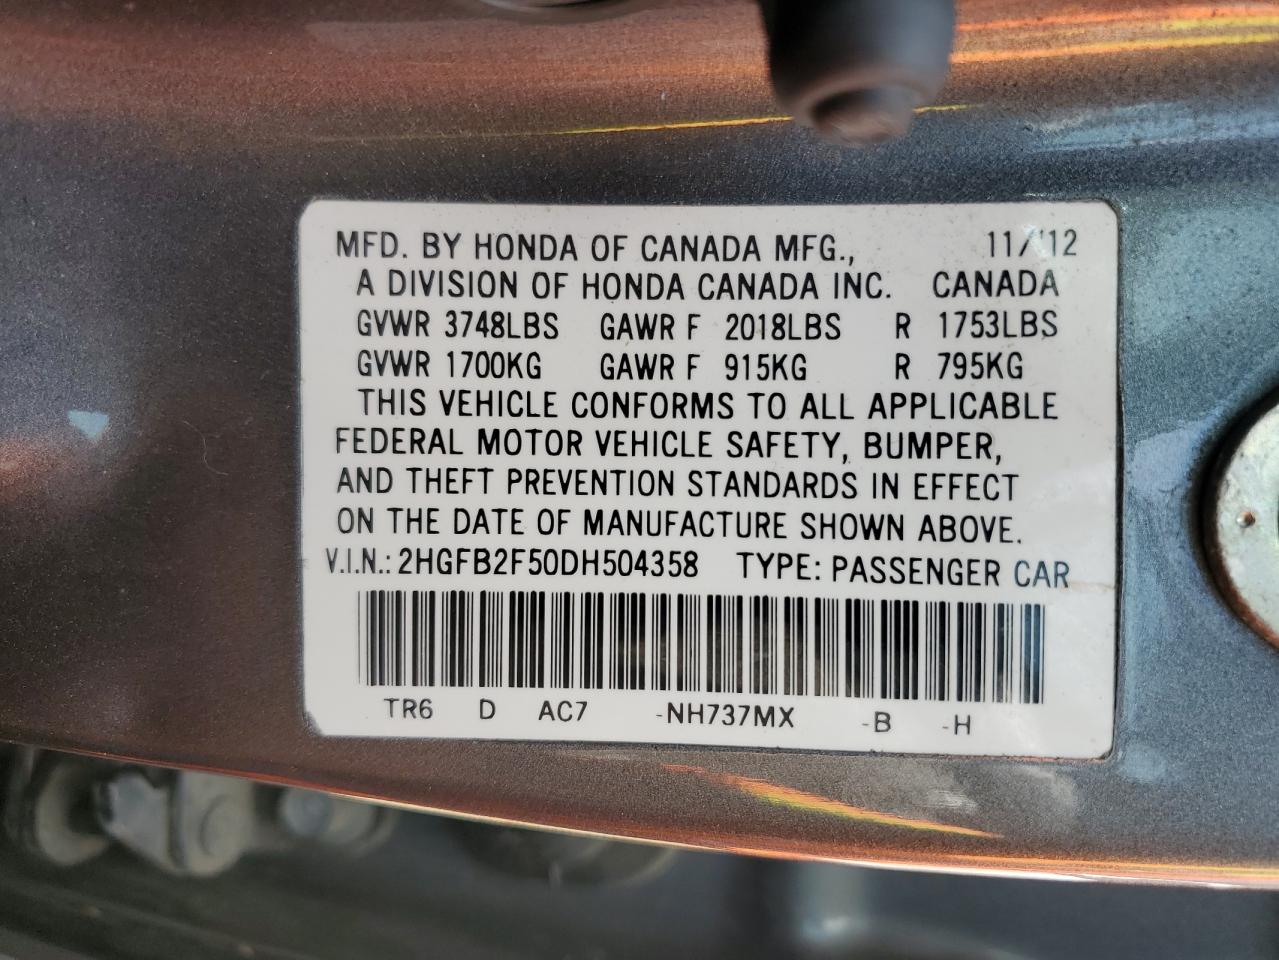 MFD. BY HONDA OF CANADA MFG., 11/12
A DIVISION OF HONDA CANADA INC. CANADA
GVWR 3748LBS GAWR F 2018LBS R 1753LBS
GVWR 1700KG GAWR F 915KG R 795KG
THIS VEHICLE CONFORMS TO ALL APPLICABLE
FEDERAL MOTOR VEHICLE SAFETY, BUMPER,
AND THEFT PREVENTION STANDARDS IN EFFECT
ON THE DATE OF MANUFACTURE SHOWN ABOVE.
V.I.N.: 2HGFB2F50DH504358 TYPE: PASSENGER CAR
TR6 D AC7 -NH737MX -B -H